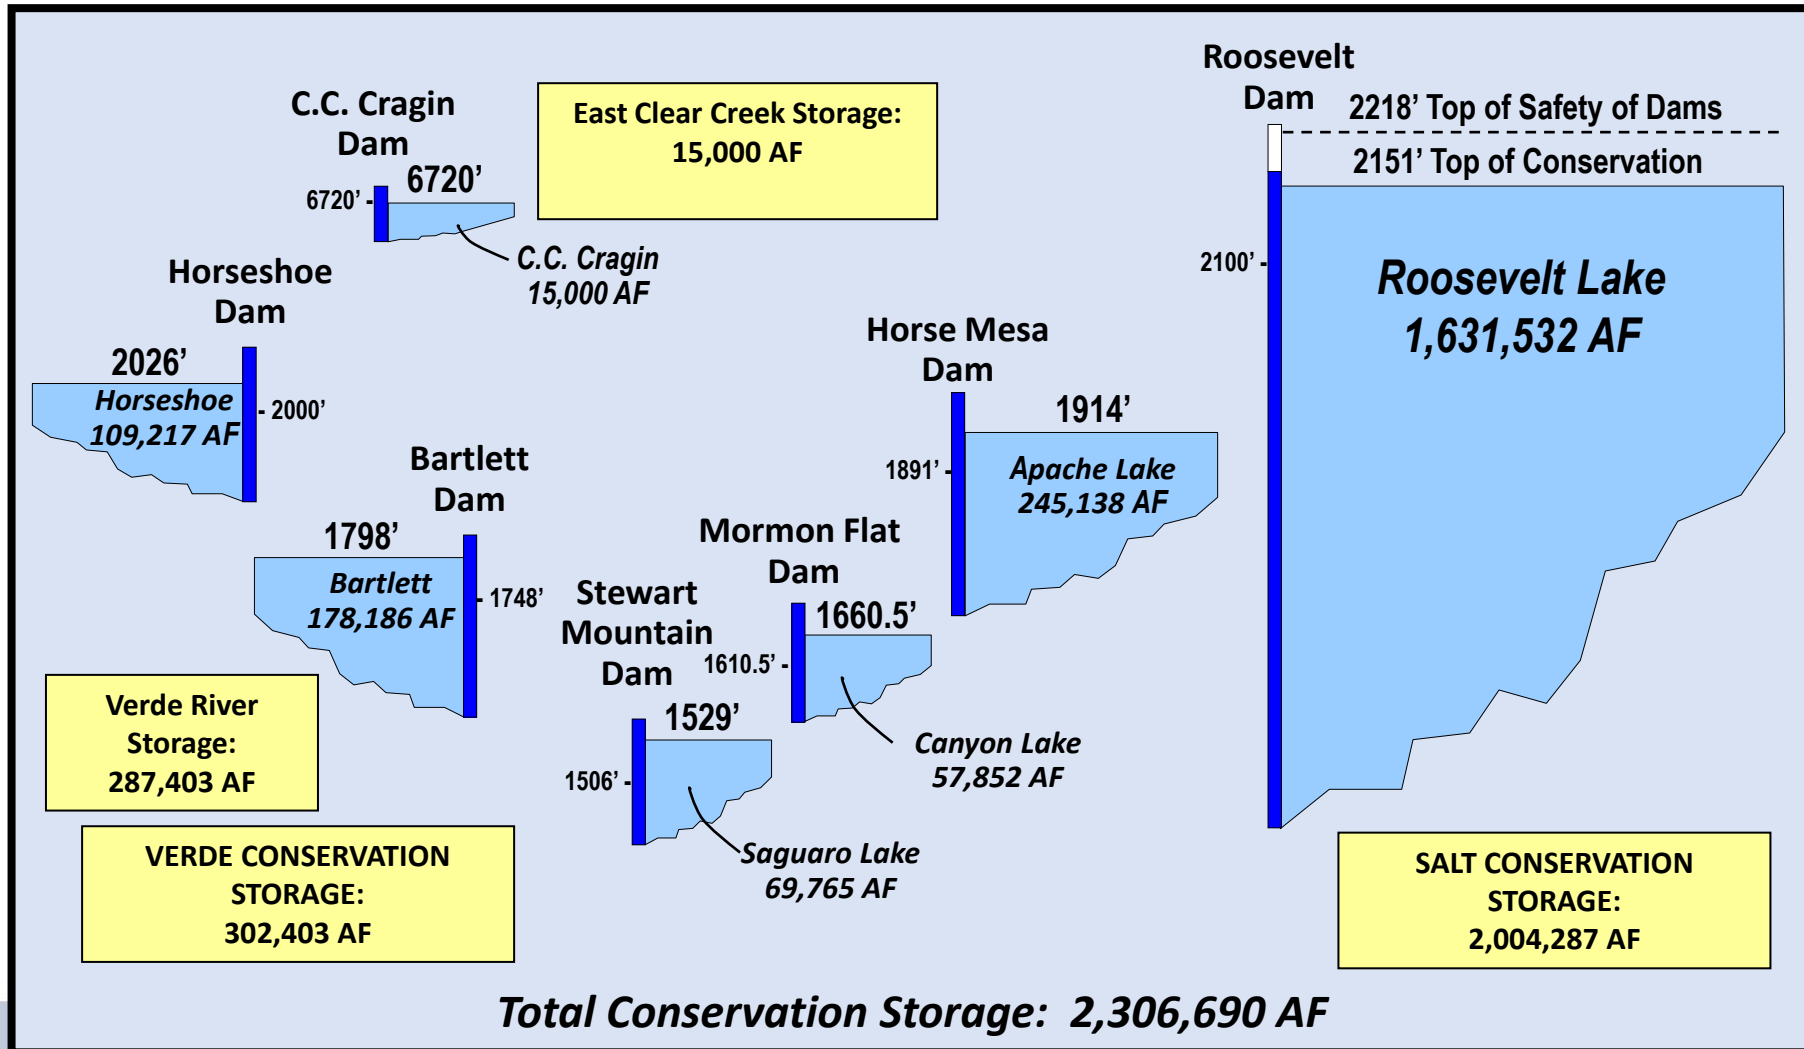 Roosevelt
Dam
2218’ Top of Safety of Dams
2151’ Top of Conservation
2100’ -
Roosevelt Lake
1,631,532 AF
C.C. Cragin
Dam
6720’
6720’ -
C.C. Cragin
15,000 AF
East Clear Creek Storage:
15,000 AF
Horseshoe
Dam
2026’
Horseshoe
109,217 AF
- 2000’
Bartlett
Dam
1798’
Bartlett
178,186 AF
- 1748’
Horse Mesa
Dam
1914’
1891’ -
Apache Lake
245,138 AF
Mormon Flat
Dam
1660.5’
1610.5’ -
Canyon Lake
57,852 AF
Stewart
Mountain
Dam
1529’
1506’ -
Saguaro Lake
69,765 AF
Verde River
Storage:
287,403 AF
VERDE CONSERVATION
STORAGE:
302,403 AF
SALT CONSERVATION
STORAGE:
2,004,287 AF
Total Conservation Storage: 2,306,690 AF